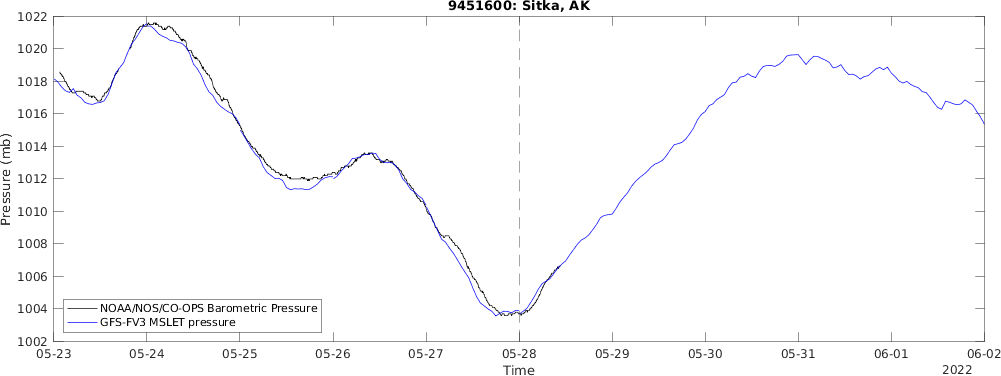 9451600: Sitka, AK
Pressure (mb)
1022
1020
1018
1016
1014
1012
1010
1008
1006
1004
1002
NOAA/NOS/CO-OPS Barometric Pressure
GFS-FV3 MSLET pressure
05-23 05-24 05-25 05-26 05-27 05-28 05-29 05-30 05-31 06-01 06-02
Time
2022